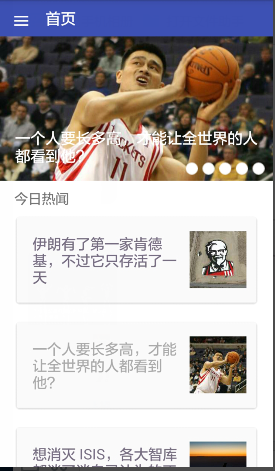 首页
一个人要长多高，才能让全世界的人
都看到他？
ROCKETS
11
今日热闻
伊朗有了第一家肯德
基，不过它只存活了一
天
一个人要长多高，才能
让全世界的人都看到
他？
想消灭 ISIS，各大智库